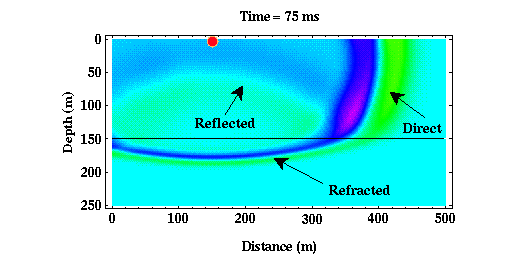 Time = 75 ms
0
50
100
150
200
250
Depth (m)
Reflected
Direct
Refracted
0 100 200 300 400 500
Distance (m)